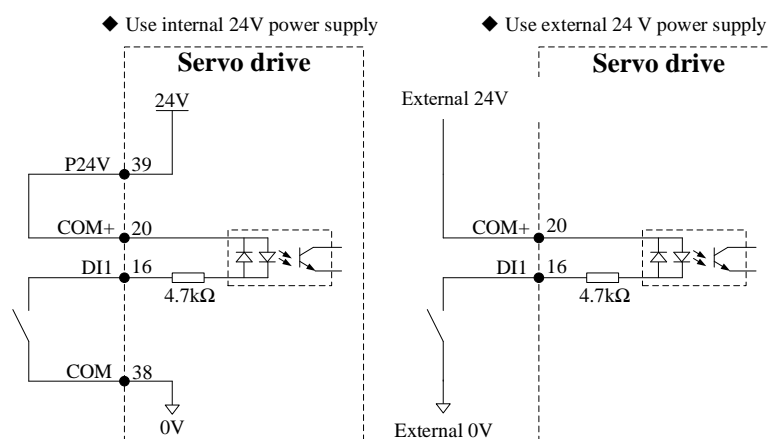 ◆ Use internal 24V power supply
Servo drive
24V
P24V 39
COM+ 20
DI1 16
4.7kΩ
COM 38
0V
◆ Use external 24 V power supply
Servo drive
External 24V
COM+ 20
DI1 16
4.7kΩ
External 0V